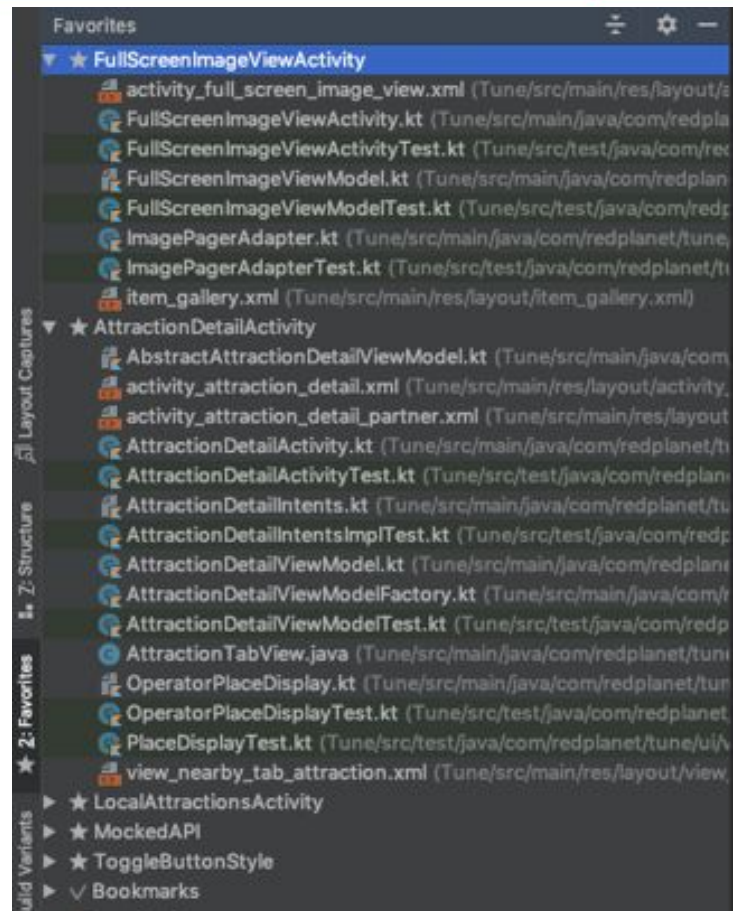 Favorites
FullScreenImageViewActivity
activity_full_screen_image_view.xml (Tune/src/main/res/layout/a
FullScreenImageViewActivity.kt (Tune/src/main/java/com/redpla
FullScreenImageViewActivityTest.kt (Tune/src/test/java/com/red
FullScreenImageViewModel.kt (Tune/src/main/java/com/redplan
FullScreenImageViewModelTest.kt (Tune/src/test/java/com/redp
ImagePagerAdapter.kt (Tune/src/main/java/com/redplanet/tune,
ImagePagerAdapterTest.kt (Tune/src/test/java/com/redplanet/tu
item_gallery.xml (Tune/src/main/res/layout/item_gallery.xml)
AttractionDetailActivity
AbstractAttractionDetailViewModel.kt (Tune/src/main/java/com,
activity_attraction_detail.xml (Tune/src/main/res/layout/activity_
activity_attraction_detail_partner.xml (Tune/src/main/res/layout
AttractionDetailActivity.kt (Tune/src/main/java/com/redplanet/tu
AttractionDetailActivityTest.kt (Tune/src/test/java/com/redplan
AttractionDetailIntents.kt (Tune/src/main/java/com/redplanet/tu
AttractionDetailIntentsImplTest.kt (Tune/src/test/java/com/redp
AttractionDetailViewModel.kt (Tune/src/main/java/com/redplane
AttractionDetailViewModelFactory.kt (Tune/src/main/java/com/r
AttractionDetailViewModelTest.kt (Tune/src/test/java/com/redp
AttractionTabView.java (Tune/src/main/java/com/redplanet/tune
OperatorPlaceDisplay.kt (Tune/src/main/java/com/redplanet/tun
OperatorPlaceDisplayTest.kt (Tune/src/test/java/com/redplanet,
PlaceDisplayTest.kt (Tune/src/test/java/com/redplanet/tune/ui/v
view_nearby_tab_attraction.xml (Tune/src/main/res/layout/view_
LocalAttractionsActivity
MockedAPI
ToggleButtonStyle
Bookmarks
Layout Captures
Z: Structure
2: Favorites
uild Variants